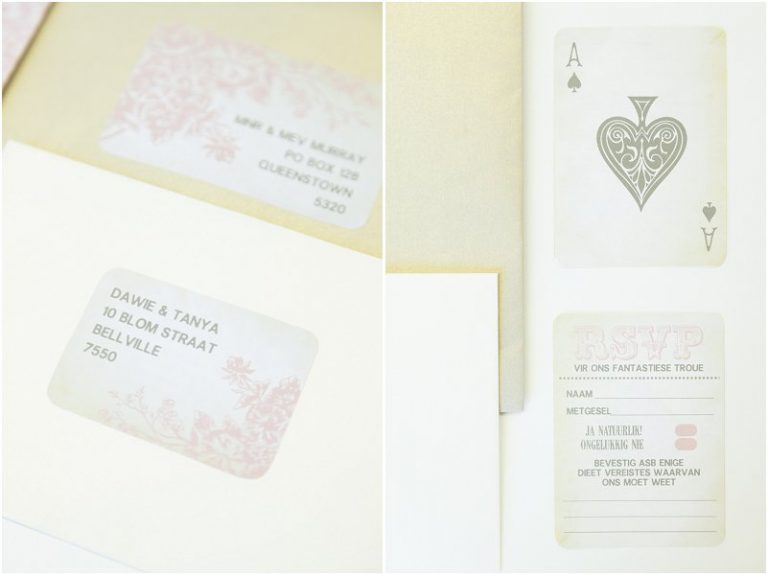 MNR & MEV MURRAY
PO BOX 128
QUEENSTOWN
5320
DAWIE & TANYA
10 BLOM STRAAT
BELLVILLE
7550
A
A
RSVP
VIR ONS FANTASTIESE TROUE
NAAM
METGESEL
JA NATUURLIK!
ONGELUKKIG NIE
BEVESTIG ASB ENIGE
DIEET VEREISTES WAARVAN
ONS MOET WEET